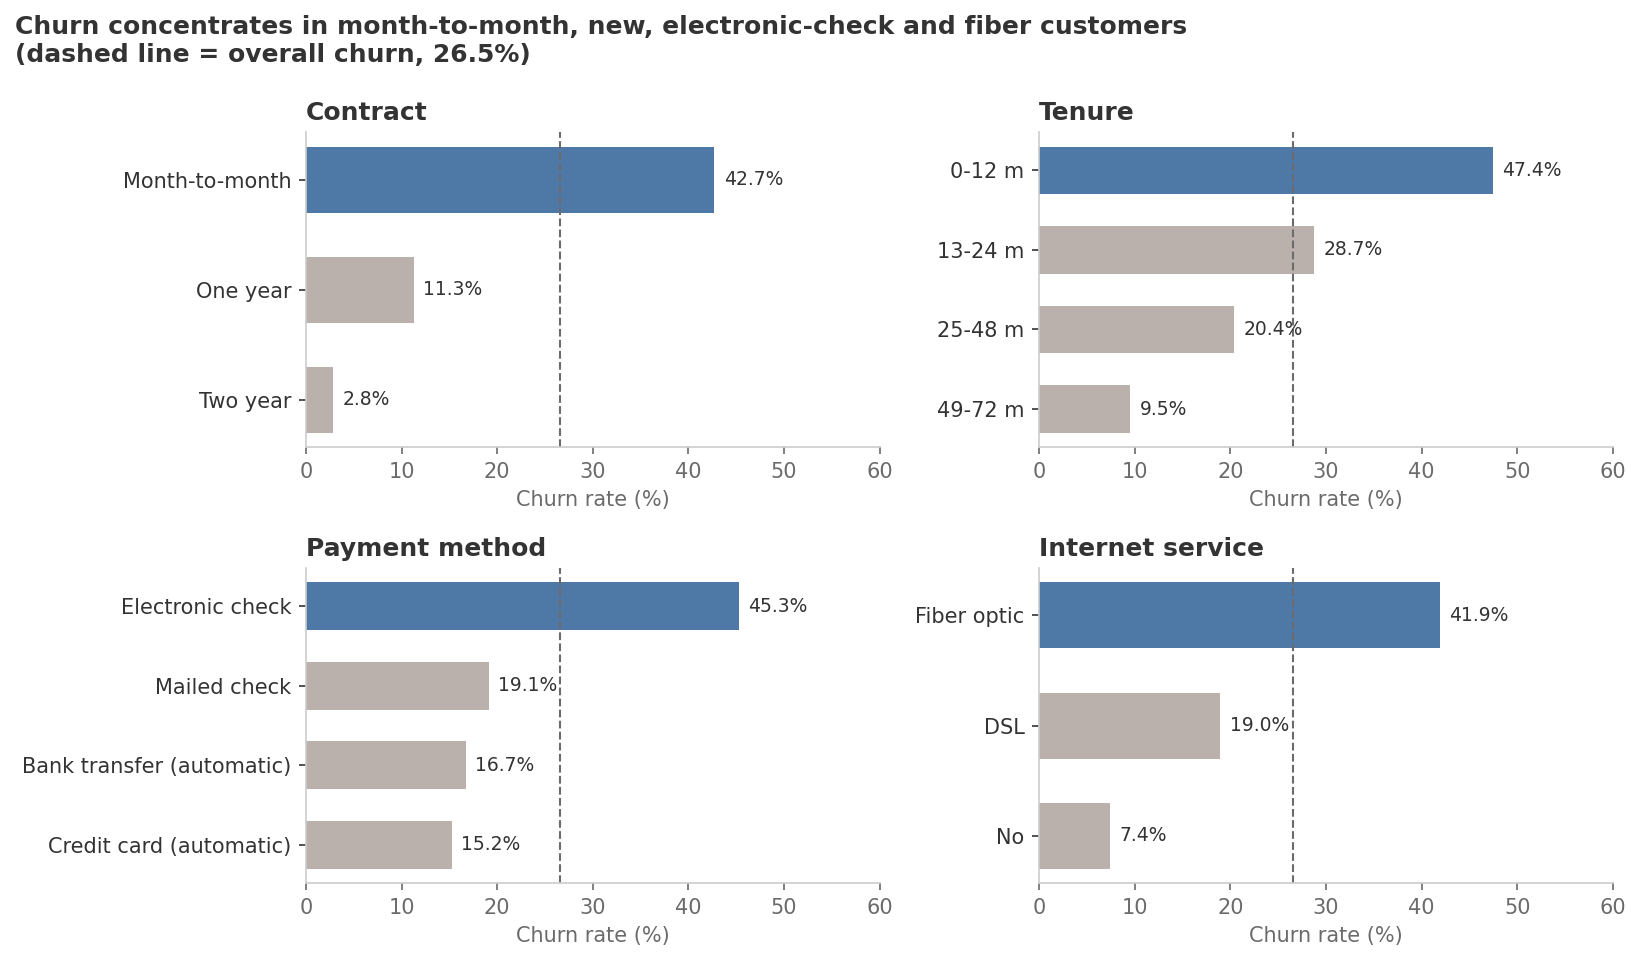 Churn concentrates in month-to-month, new, electronic-check and fiber customers
(dashed line = overall churn, 26.5%)
Contract
Month-to-month
42.7%
One year
11.3%
Two year
2.8%
0 10 20 30 40 50 60
Churn rate (%)
Tenure
0-12 m
47.4%
13-24 m
28.7%
25-48 m
20.4%
49-72 m
9.5%
0 10 20 30 40 50 60
Churn rate (%)
Payment method
Electronic check
45.3%
Mailed check
19.1%
Bank transfer (automatic)
16.7%
Credit card (automatic)
15.2%
0 10 20 30 40 50 60
Churn rate (%)
Internet service
Fiber optic
41.9%
DSL
19.0%
No
7.4%
0 10 20 30 40 50 60
Churn rate (%)